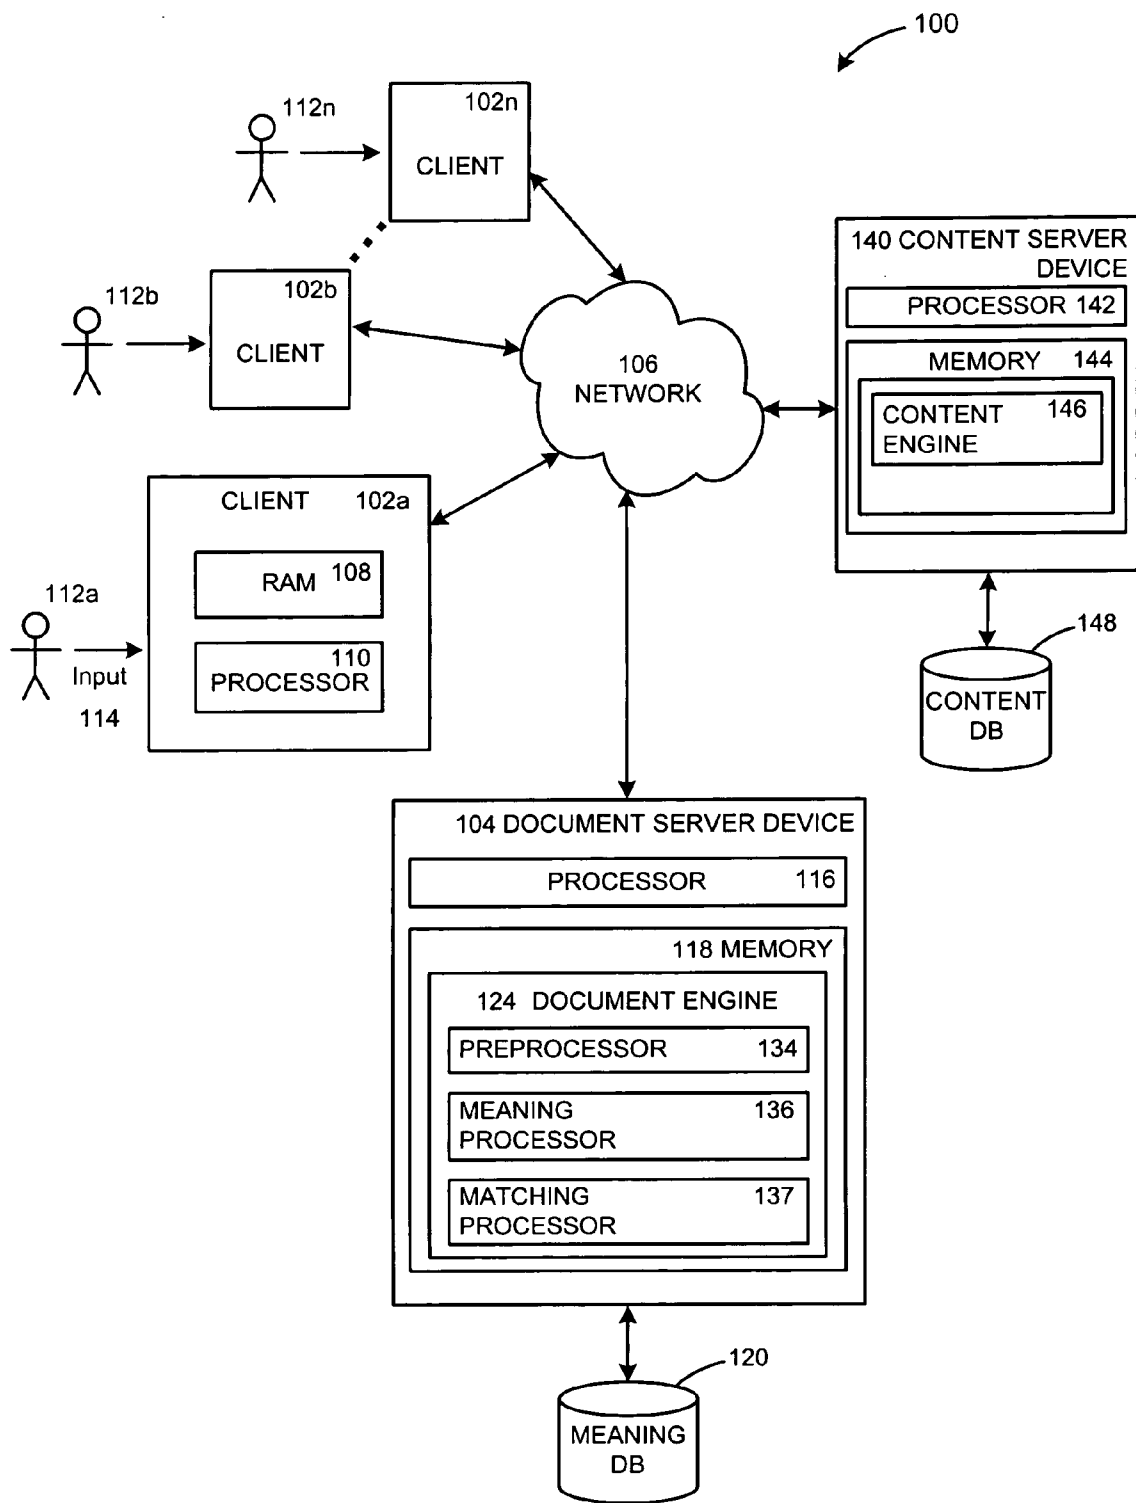 100
112n
102n
CLIENT
112b
102b
CLIENT
106
NETWORK
140 CONTENT SERVER
DEVICE
PROCESSOR 142
MEMORY 144
CONTENT 146
ENGINE
CLIENT 102a
RAM 108
110
PROCESSOR
112a
Input
114
148
CONTENT
DB
104 DOCUMENT SERVER DEVICE
PROCESSOR 116
118 MEMORY
124 DOCUMENT ENGINE
PREPROCESSOR 134
MEANING 136
PROCESSOR
MATCHING 137
PROCESSOR
120
MEANING
DB